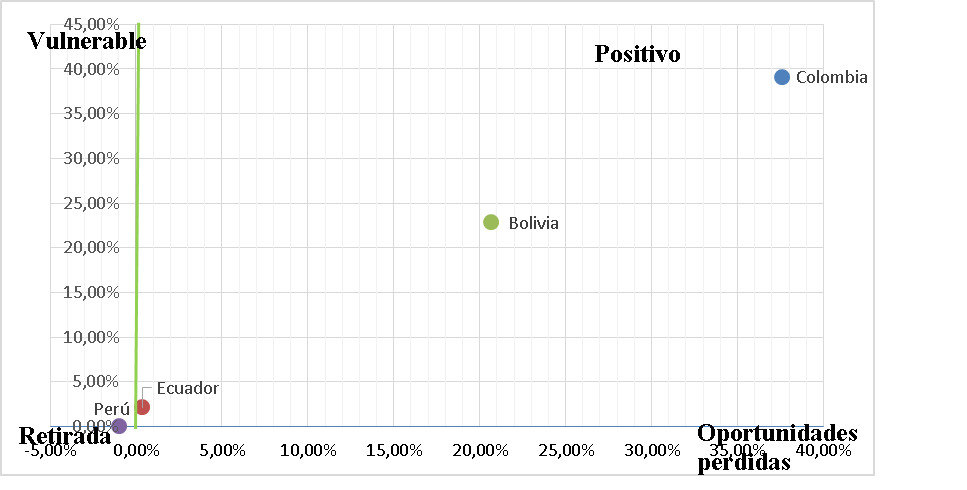 45,00%
Vulnerable
Positivo
40,00%
Colombia
35,00%
30,00%
25,00%
Bolivia
20,00%
15,00%
10,00%
5,00%
Ecuador
Perú
0,00%
Retirada
Oportunidades
perdidas
-5,00% 0,00% 5,00% 10,00% 15,00% 20,00% 25,00% 30,00% 35,00% 40,00%